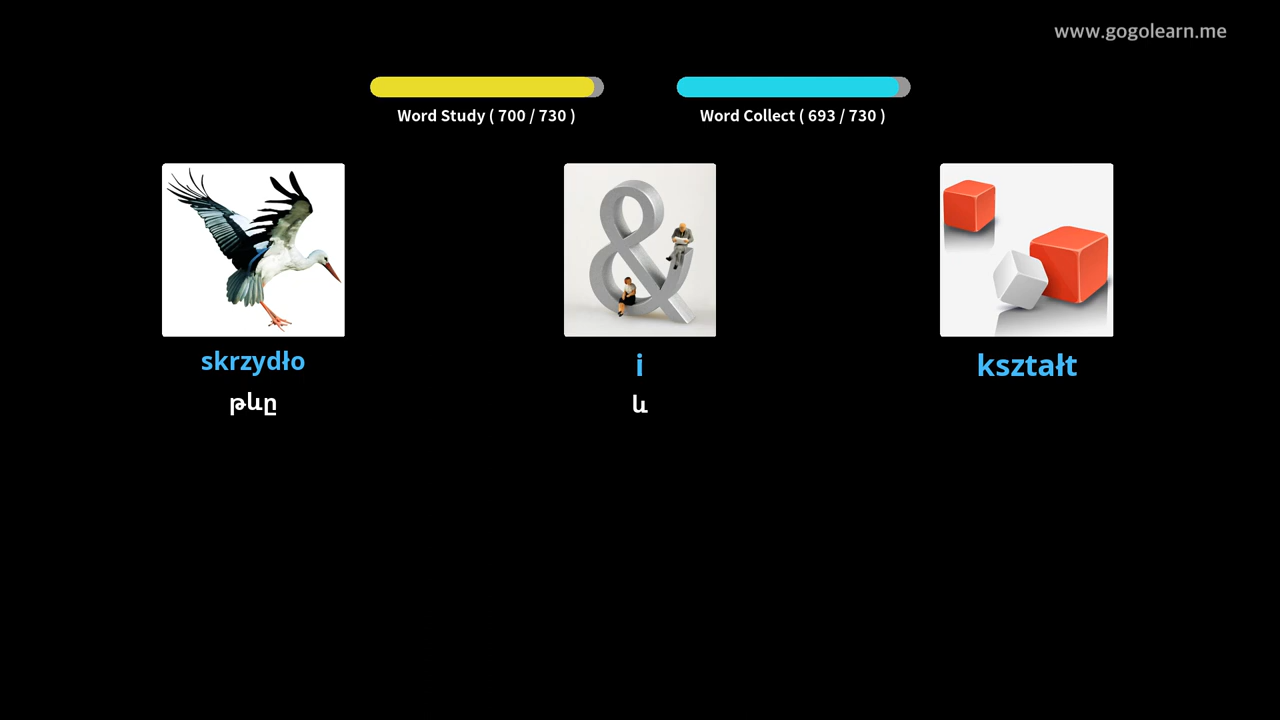 www.gogolearn.me
Word Study ( 700 / 730 )
Word Collect ( 693 / 730 )
skrzydło
թևը
i
և
kształt